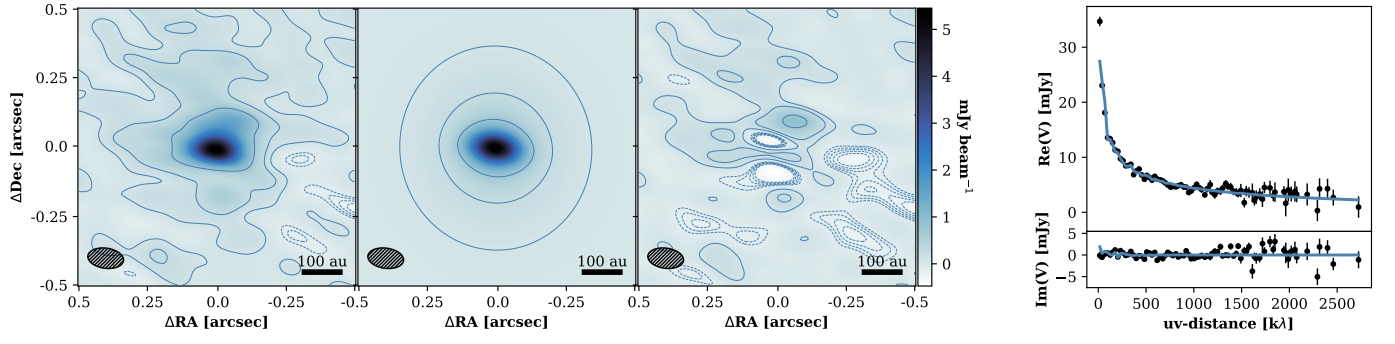 0.5
0.25
0.0
-0.25
-0.5
ΔDec [arcsec]
100 au
0.5 0.25 0.0 -0.25 -0.5
ΔRA [arcsec]
100 au
0.25 0.0 -0.25
ΔRA [arcsec]
100 au
0.5 0.25 0.0 -0.25 -0.5
ΔRA [arcsec]
5
4
3
2
1
0
mJy beam⁻¹
30
20
10
0
Re(V) [mJy]
5
0
−5
Im(V) [mJy]
0 500 1000 1500 2000 2500
uv-distance [kλ]